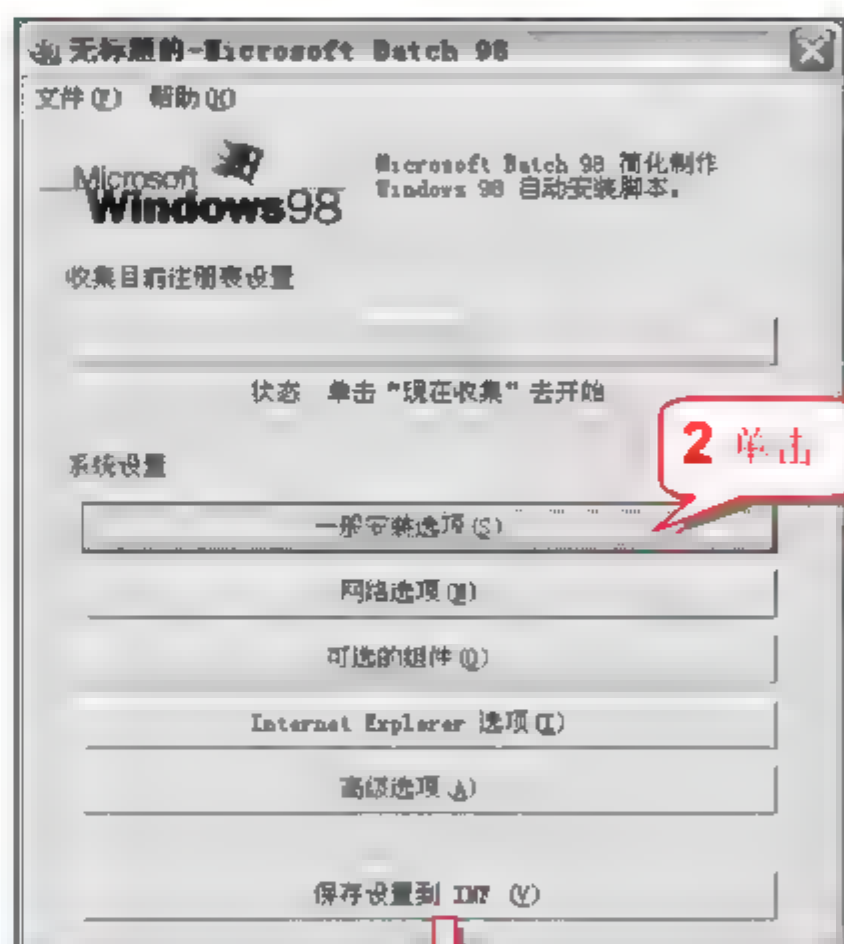 无标题的-Microsoft Batch 98
文件(F) 帮助(H)
Microsoft Batch 98 简化制作
Windows 98 自动安装脚本.
Microsoft
Windows98
收集目前注册表设置
状态 单击“现在收集”去开始
2 单击
系统设置
一般安装选项(S)
网络选项(N)
可选的组件(O)
Internet Explorer 选项(I)
高级选项(A)
保存设置到 INF (V)